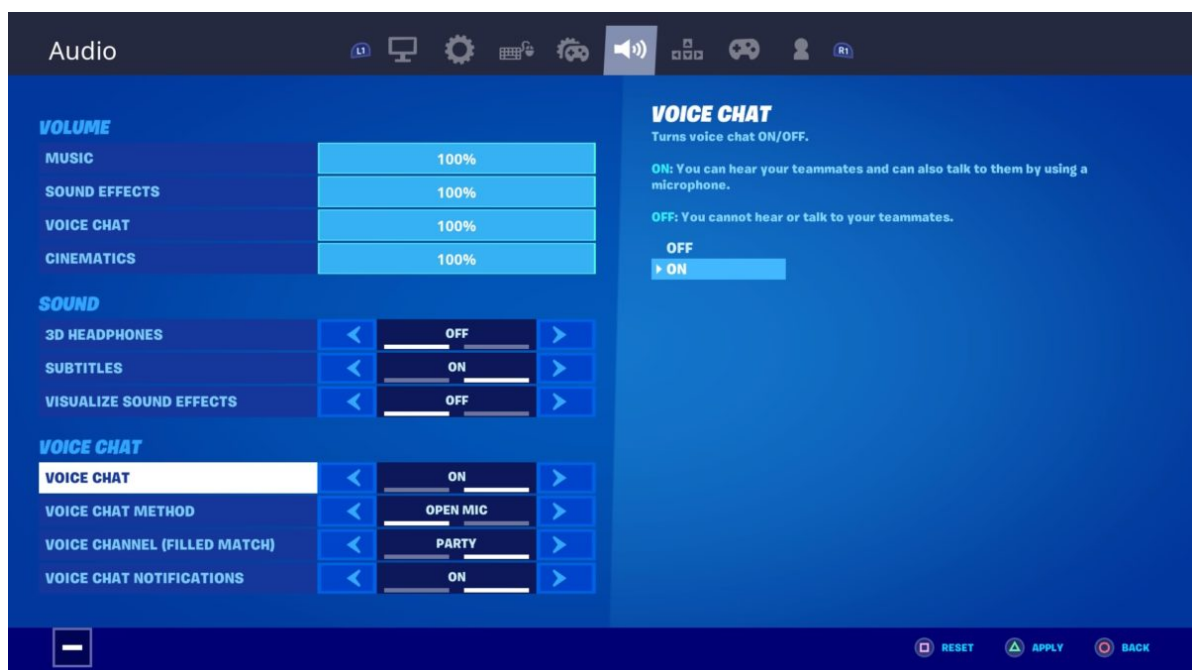 Audio
L1
R1
VOLUME
MUSIC 100%
SOUND EFFECTS 100%
VOICE CHAT 100%
CINEMATICS 100%
SOUND
3D HEADPHONES OFF
SUBTITLES ON
VISUALIZE SOUND EFFECTS OFF
VOICE CHAT
VOICE CHAT ON
VOICE CHAT METHOD OPEN MIC
VOICE CHANNEL (FILLED MATCH) PARTY
VOICE CHAT NOTIFICATIONS ON
VOICE CHAT
Turns voice chat ON/OFF.
ON: You can hear your teammates and can also talk to them by using a
microphone.
OFF: You cannot hear or talk to your teammates.
OFF
ON
RESET APPLY BACK